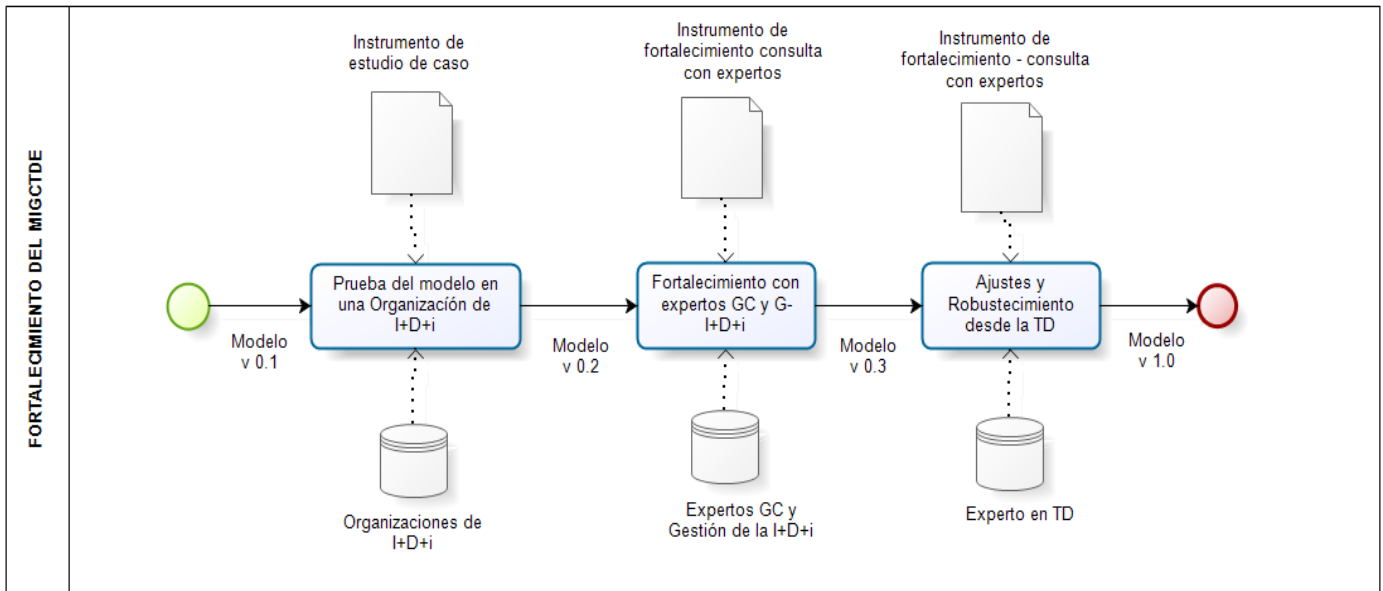 FORTALECIMIENTO DEL MIGCTDE
Instrumento de
estudio de caso
Instrumento de
fortalecimiento consulta
con expertos
Instrumento de
fortalecimiento - consulta
con expertos
Prueba del modelo en
una Organizacíón de
I+D+i
Fortalecimiento con
expertos GC y G-
I+D+i
Ajustes y
Robustecimiento
desde la TD
Modelo
v 0.1
Modelo
v 0.2
Modelo
v 0.3
Modelo
v 1.0
Organizaciones de
I+D+i
Expertos GC y
Gestión de la I+D+i
Experto en TD